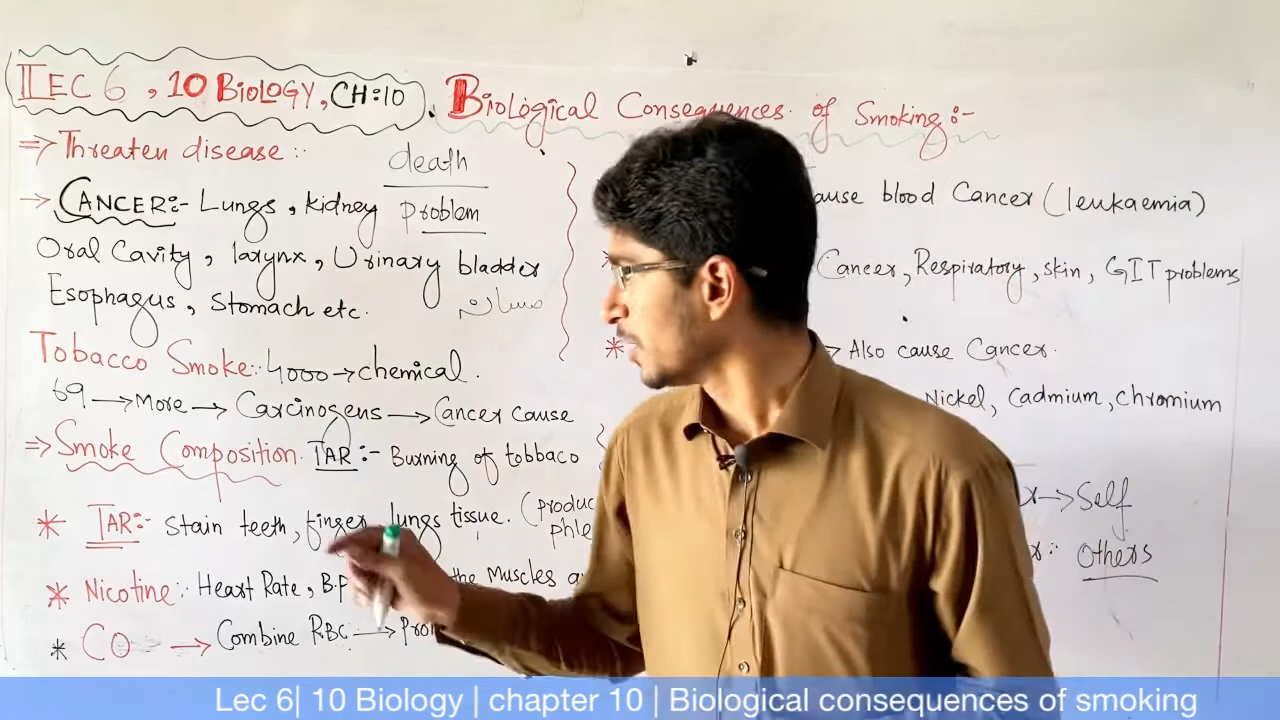 LEC 6, 10 BIOLOGY, CH:10
. Biological Consequences of Smoking:-
⇒ Threaten disease::
death
→ CANCER:- Lungs, kidney problem
Oral Cavity, larynx, Urinary bladder
Esophagus, Stomach etc. مسانہ
Tobacco Smoke: 4000 → chemical.
69 → More → Carcinogens → Cancer cause
⇒ Smoke Composition. TAR:- Burning of tobbaco
* TAR:- Stain teeth, finger, lungs tissue. (produc
phle
* Nicotine:: Heart Rate, B.P the Muscles a
* CO → Combine RBC →
ause blood Cancer (leukaemia)
Cancer, Respiratory, skin, GIT problems
* → Also cause Cancer.
Nickel, Cadmium, chromium
→ Self
Others
Lec 6| 10 Biology| chapter 10 | Biological consequences of smoking